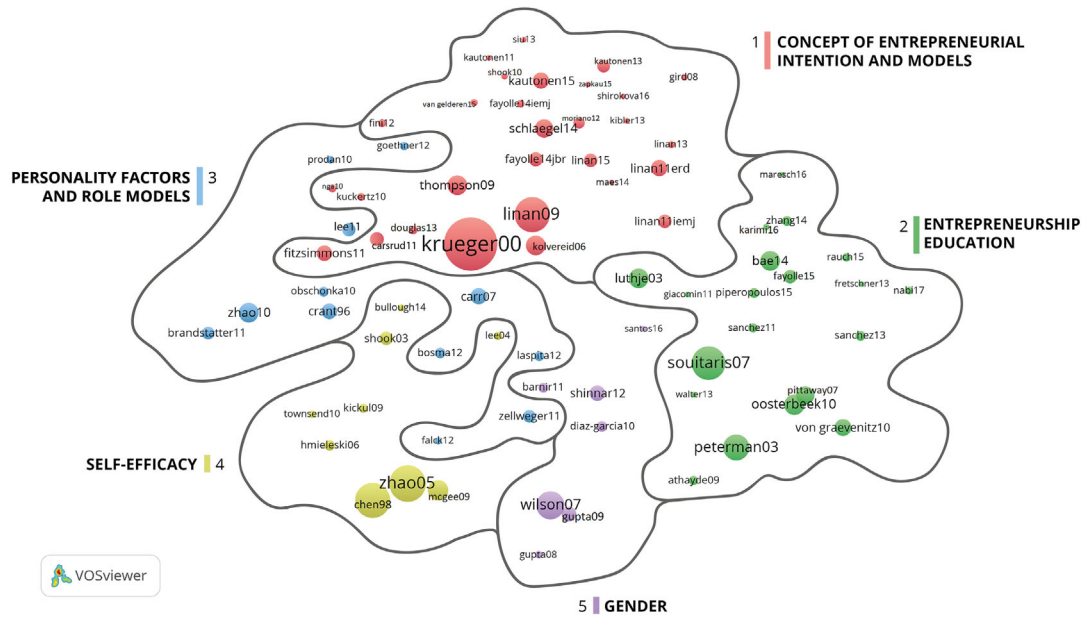 siu13
kautonen11
shook10
kautonen13
kautonen15
zapkau15
gird08
shirokova16
van gelderen15
fayolle14iemj
moriano12
kibler13
fini12
schlaegel14
goethner12
linan13
prodan10
fayolle14jbr
linan15
linan11erd
nga10
kuckertz10
thompson09
maes14
lee11
douglas13
linan09
linan11iemj
carsrud11
krueger00
kolvereid06
fitzsimmons11
1 CONCEPT OF ENTREPRENEURIAL
INTENTION AND MODELS
PERSONALITY FACTORS 3
AND ROLE MODELS
maresch16
zhang14
karimi16
2 ENTREPRENEURSHIP
EDUCATION
bae14
rauch15
luthje03
fayolle15
fretschner13
giacomin11
piperopoulos15
nabi17
obschonka10
carr07
zhao10
crant96
bullough14
brandstatter11
shook03
lee04
santos16
sanchez11
sanchez13
bosma12
laspita12
souitaris07
barnir11
shinnar12
walter13
pittaway07
oosterbeek10
townsend10
kickul09
zellweger11
diaz-garcia10
von graevenitz10
hmieleski06
falck12
peterman03
SELF-EFFICACY 4
zhao05
mcgee09
chen98
athayde09
wilson07
gupta09
gupta08
VOSviewer
5 GENDER